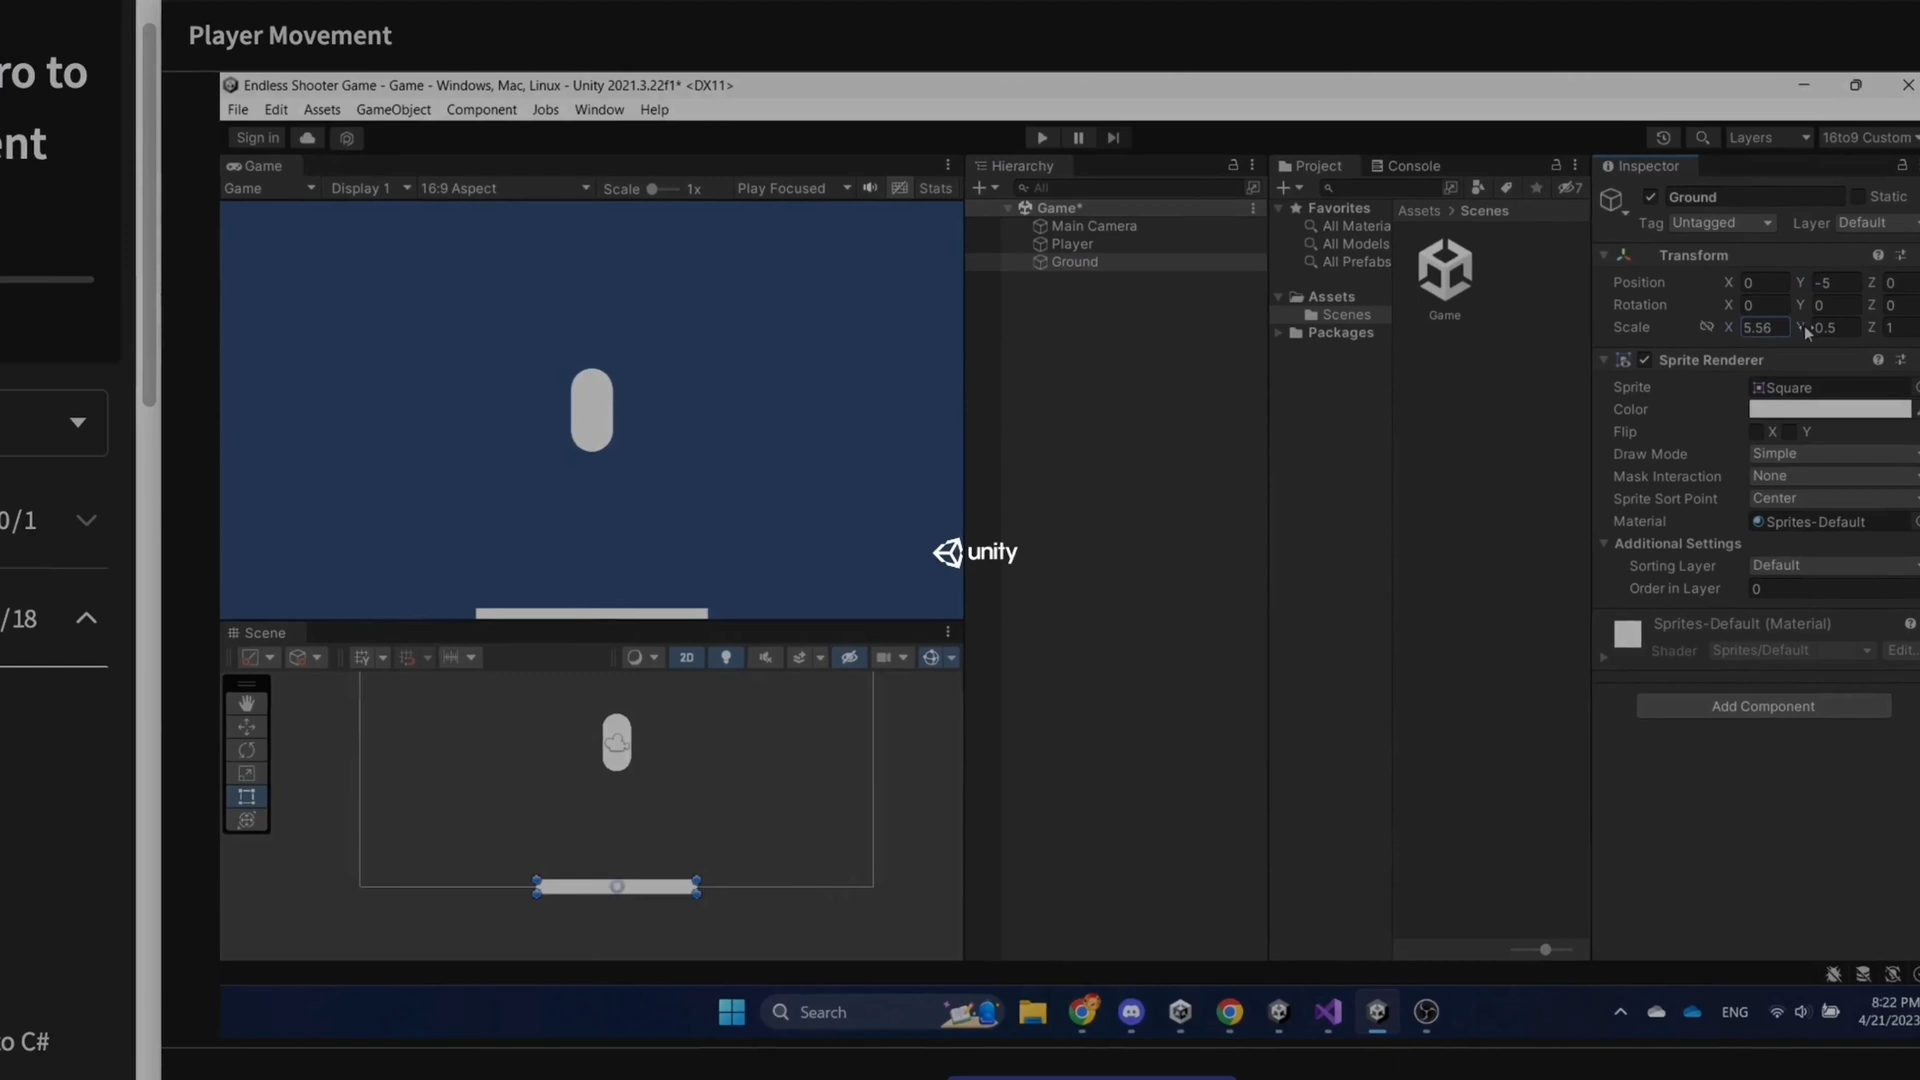 Player Movement
ro to
ent
0/1
/18
o C#
Endless Shooter Game - Game - Windows, Mac, Linux - Unity 2021.3.22f1* <DX11>
File Edit Assets GameObject Component Jobs Window Help
Sign in
Layers
16to9 Custom
Game
Game
Display 1
16:9 Aspect
Scale
1x
Play Focused
Stats
Hierarchy
All
Game*
Main Camera
Player
Ground
Project
Console
7
Favorites
All Materia
All Models
All Prefabs
Assets
Scenes
Packages
Assets > Scenes
Game
Inspector
Ground
Static
Tag Untagged Layer Default
Transform
Position X 0 Y -5 Z 0
Rotation X 0 Y 0 Z 0
Scale X 5.56 Y 0.5 Z 1
Sprite Renderer
Sprite Square
Color
Flip X Y
Draw Mode Simple
Mask Interaction None
Sprite Sort Point Center
Material Sprites-Default
Additional Settings
Sorting Layer Default
Order in Layer 0
Sprites-Default (Material)
Shader Sprites/Default Edit...
Add Component
unity
Scene
2D
Search
ENG
8:22 PM
4/21/2023